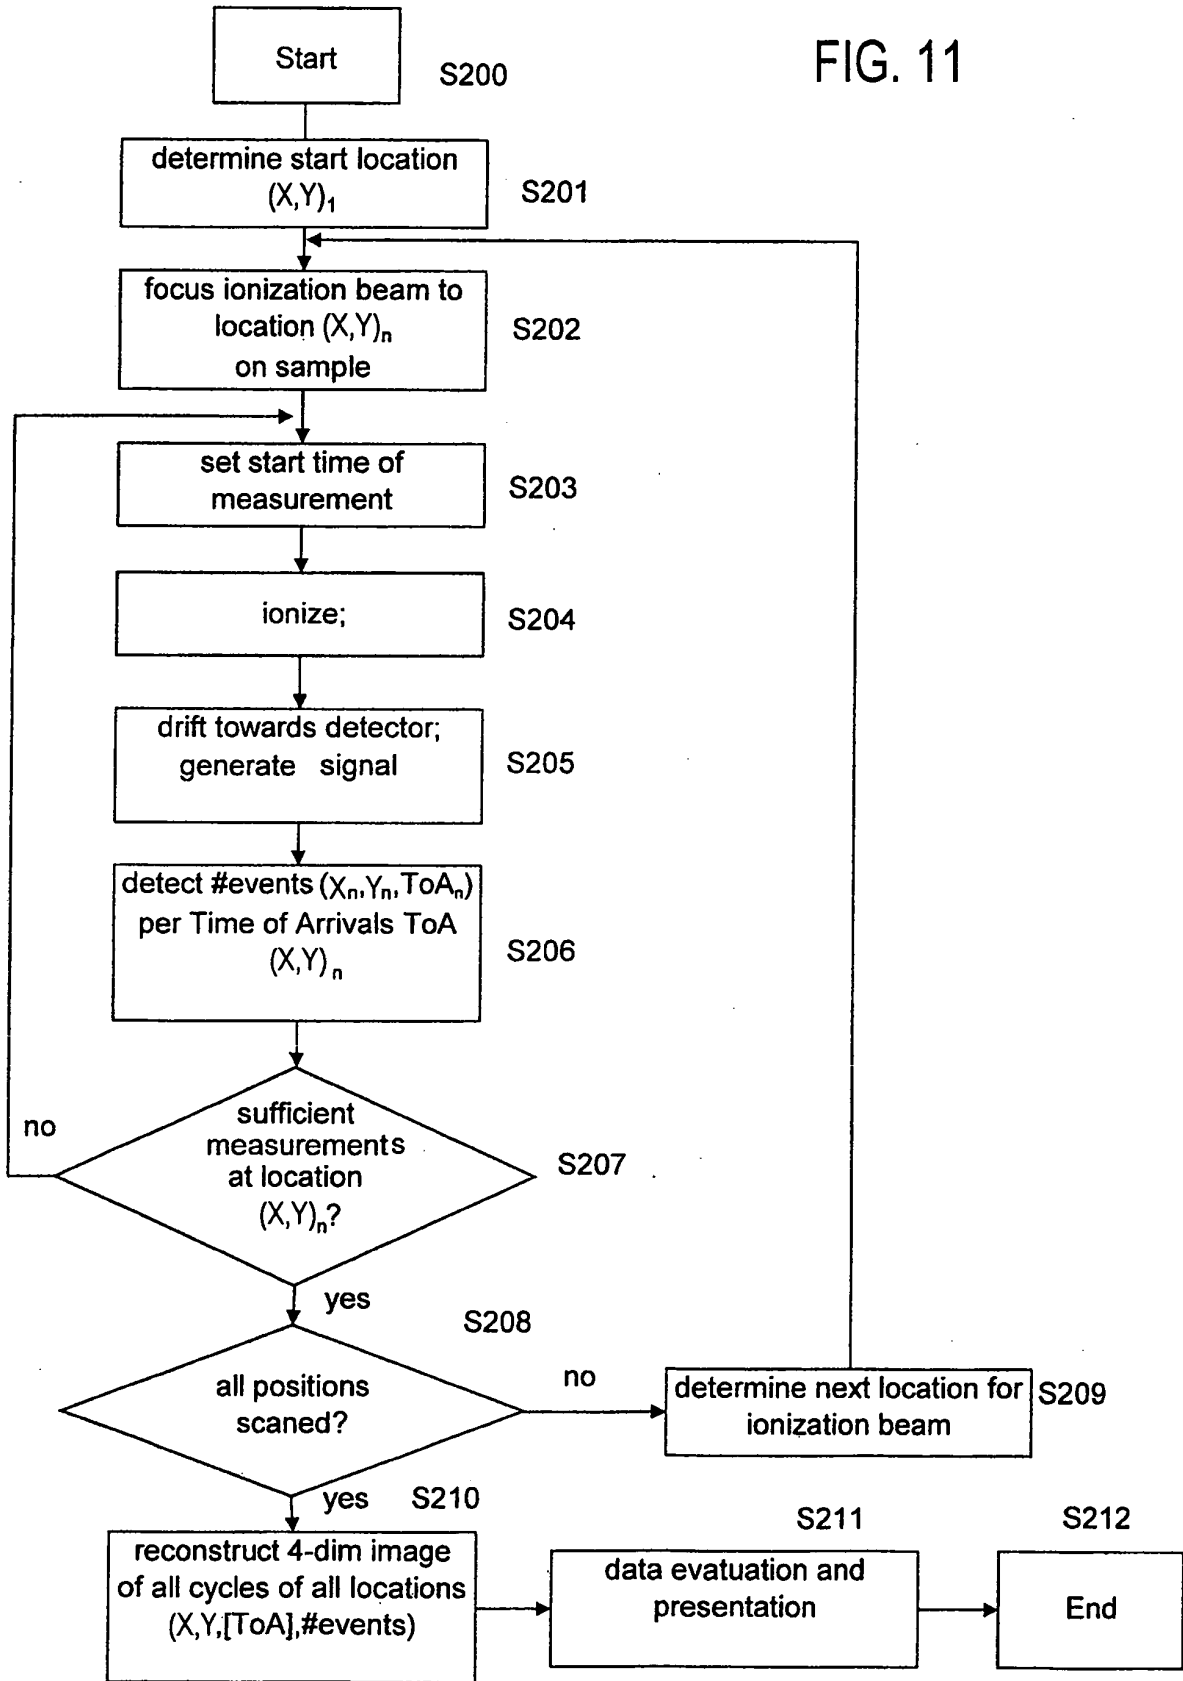 FIG. 11
Start
S200
determine start location
(X,Y)1
S201
focus ionization beam to
location (X,Y)n
on sample
S202
set start time of
measurement
S203
ionize;
S204
drift towards detector;
generate signal
S205
detect #events (Xn,Yn,ToAn)
per Time of Arrivals ToA
(X,Y) n
S206
no
sufficient
measurements
at location
(X,Y)n?
S207
yes
S208
all positions
scaned?
no
determine next location for
ionization beam
S209
yes
S210
reconstruct 4-dim image
of all cycles of all locations
(X,Y,[ToA],#events)
S211
data evaluation and
presentation
S212
End